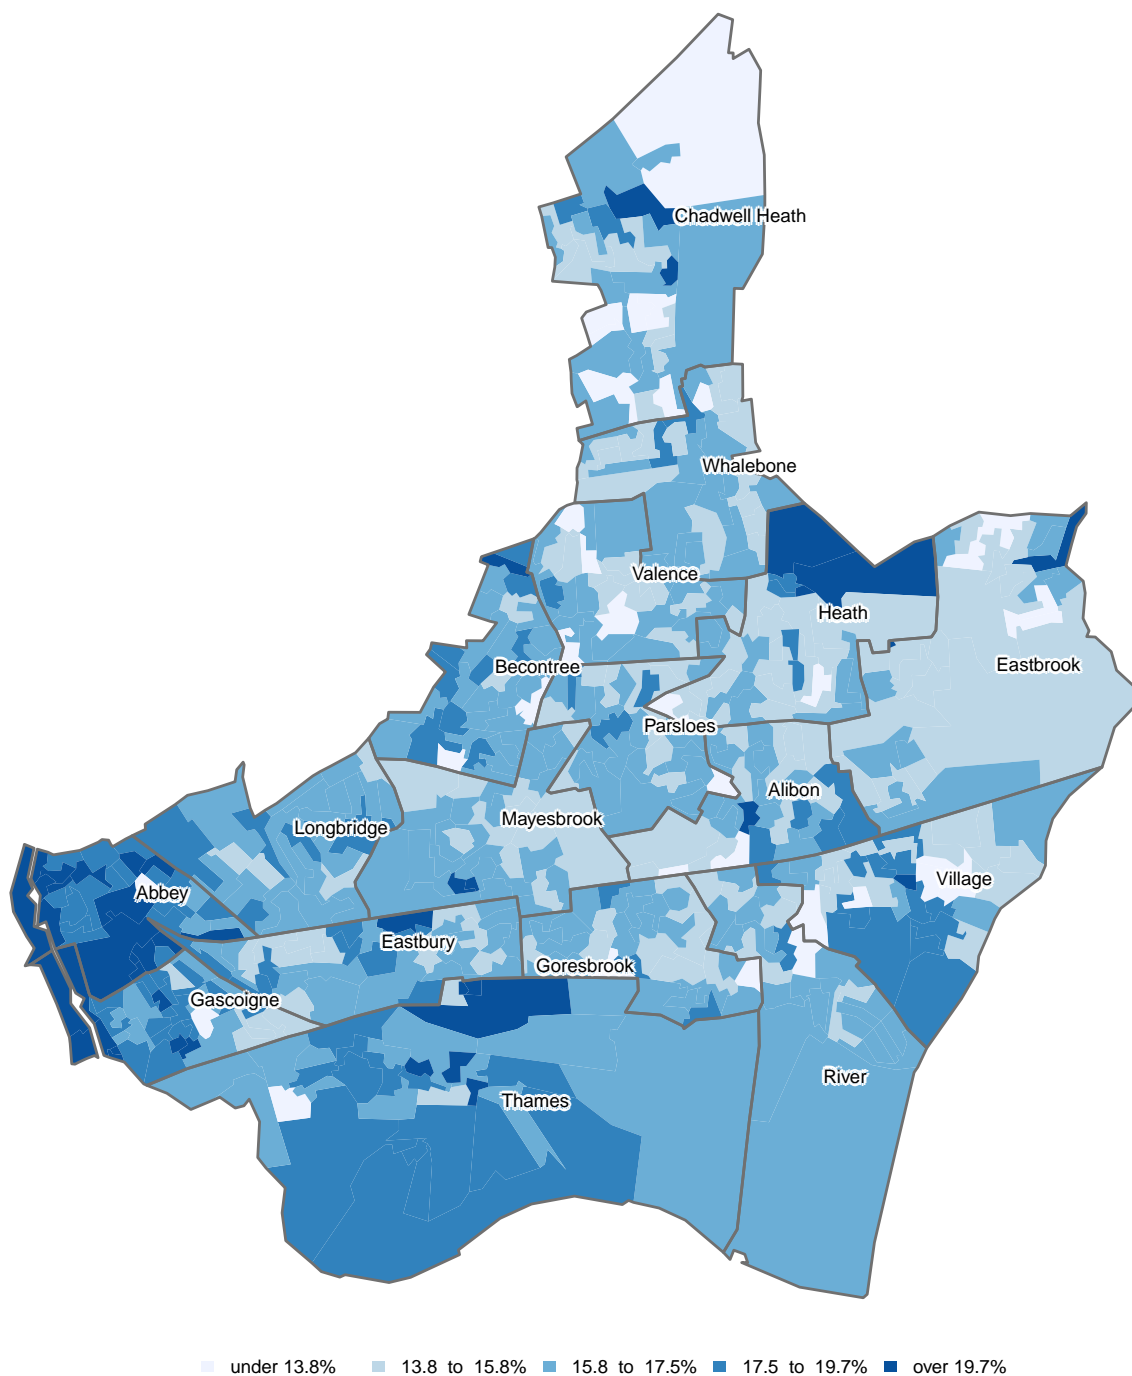 Chadwell Heath
Whalebone
Valence
Heath
Becontree
Eastbrook
Parsloes
Alibon
Mayesbrook
Longbridge
Village
Abbey
Eastbury
Goresbrook
Gascoigne
River
Thames
under 13.8% 13.8 to 15.8% 15.8 to 17.5% 17.5 to 19.7% over 19.7%